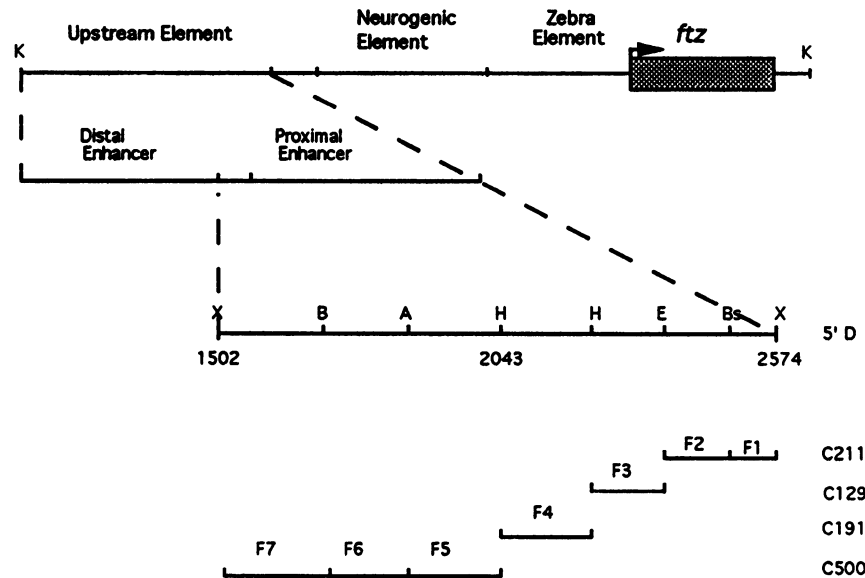 Upstream Element
Neurogenic Element
Zebra Element
ftz
K
K
Distal Enhancer
Proximal Enhancer
X B A H H E Bs X
5' D
1502 2043 2574
F2 F1 C211
F3 C129
F4 C191
F7 F6 F5 C500